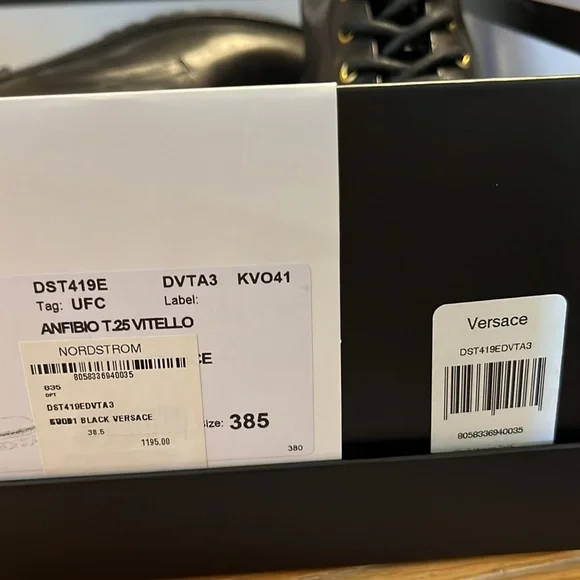 DST419E DVTA3 KVO41
Tag: UFC Label:
ANFIBIO T.25 VITELLO
CE
NORDSTROM
8058336940035
835
DPT
DST419EDVTA3
BLACK VERSACE
38.5
1195.00
Size: 385
380
Versace
DST419EDVTA3
8058336940035